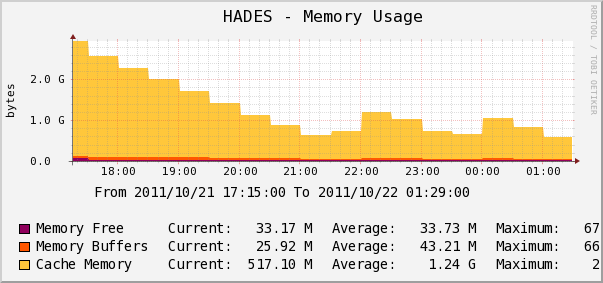 HADES - Memory Usage
RRDTOOL / TOBI OETIKER
bytes
2.0 G
1.0 G
0.0
18:00 19:00 20:00 21:00 22:00 23:00 00:00 01:00
From 2011/10/21 17:15:00 To 2011/10/22 01:29:00
Memory Free Current: 33.17 M Average: 33.73 M Maximum: 67
Memory Buffers Current: 25.92 M Average: 43.21 M Maximum: 66
Cache Memory Current: 517.10 M Average: 1.24 G Maximum: 2